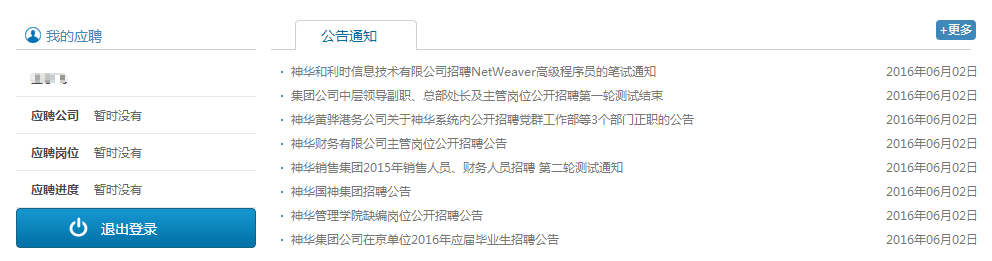 我的应聘
应聘公司 暂时没有
应聘岗位 暂时没有
应聘进度 暂时没有
退出登录
公告通知
+更多
· 神华和利时信息技术有限公司招聘NetWeaver高级程序员的笔试通知 2016年06月02日
· 集团公司中层领导副职、总部处长及主管岗位公开招聘第一轮测试结束 2016年06月02日
· 神华黄骅港务公司关于神华系统内公开招聘党群工作部等3个部门正职的公告 2016年06月02日
· 神华财务有限公司主管岗位公开招聘公告 2016年06月02日
· 神华销售集团2015年销售人员、财务人员招聘 第二轮测试通知 2016年06月02日
· 神华国神集团招聘公告 2016年06月02日
· 神华管理学院缺编岗位公开招聘公告 2016年06月02日
· 神华集团公司在京单位2016年应届毕业生招聘公告 2016年06月02日